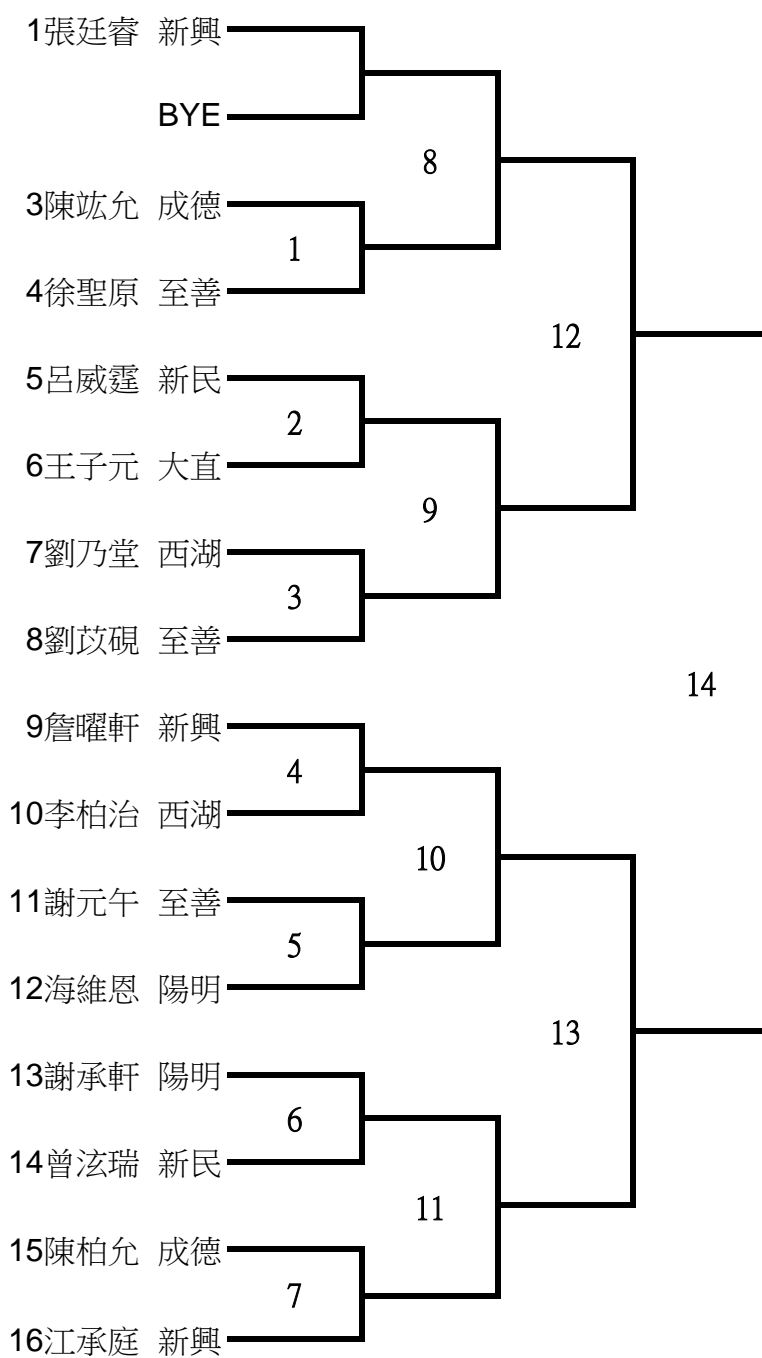 1張廷睿 新興
BYE
8
3陳竑允 成德
1
4徐聖原 至善
12
5呂威霆 新民
2
6王子元 大直
9
7劉乃堂 西湖
3
8劉苡硯 至善
14
9詹曜軒 新興
4
10李柏治 西湖
10
11謝元午 至善
5
12海維恩 陽明
13
13謝承軒 陽明
6
14曾泫瑞 新民
11
15陳柏允 成德
7
16江承庭 新興